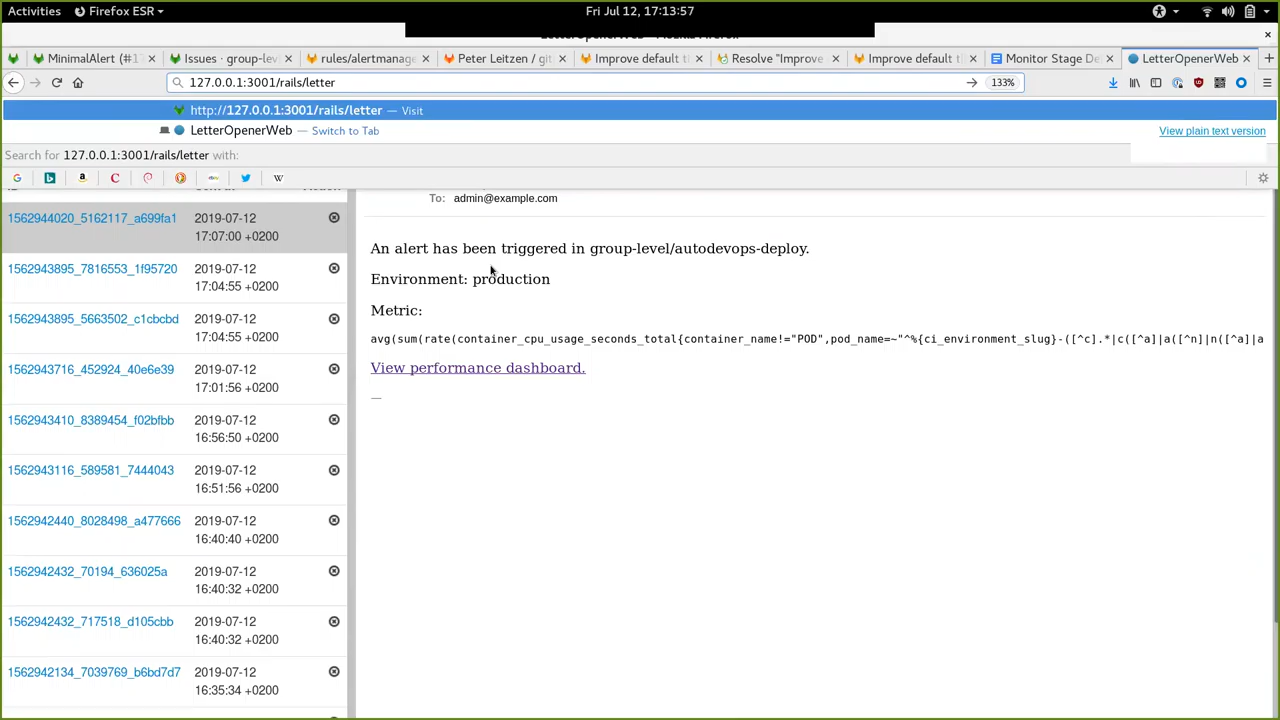 Activities Firefox ESR Fri Jul 12, 17:13:57
MinimalAlert (#1 Issues · group-lev rules/alertmanage Peter Leitzen / git Improve default t Resolve "Improve Improve default t Monitor Stage De LetterOpenerWeb
127.0.0.1:3001/rails/letter 133%
http://127.0.0.1:3001/rails/letter — Visit
LetterOpenerWeb — Switch to Tab
View plain text version
Search for 127.0.0.1:3001/rails/letter with:
To: admin@example.com
1562944020_5162117_a699fa1 2019-07-12
17:07:00 +0200
1562943895_7816553_1f95720 2019-07-12
17:04:55 +0200
1562943895_5663502_c1cbcbd 2019-07-12
17:04:55 +0200
1562943716_452924_40e6e39 2019-07-12
17:01:56 +0200
1562943410_8389454_f02bfbb 2019-07-12
16:56:50 +0200
1562943116_589581_7444043 2019-07-12
16:51:56 +0200
1562942440_8028498_a477666 2019-07-12
16:40:40 +0200
1562942432_70194_636025a 2019-07-12
16:40:32 +0200
1562942432_717518_d105cbb 2019-07-12
16:40:32 +0200
1562942134_7039769_b6bd7d7 2019-07-12
16:35:34 +0200
An alert has been triggered in group-level/autodevops-deploy.
Environment: production
Metric:
avg(sum(rate(container_cpu_usage_seconds_total{container_name!="POD",pod_name=~"^%{ci_environment_slug}-([^c].*|c([^a]|a([^n]|n([^a]|a
View performance dashboard.
—